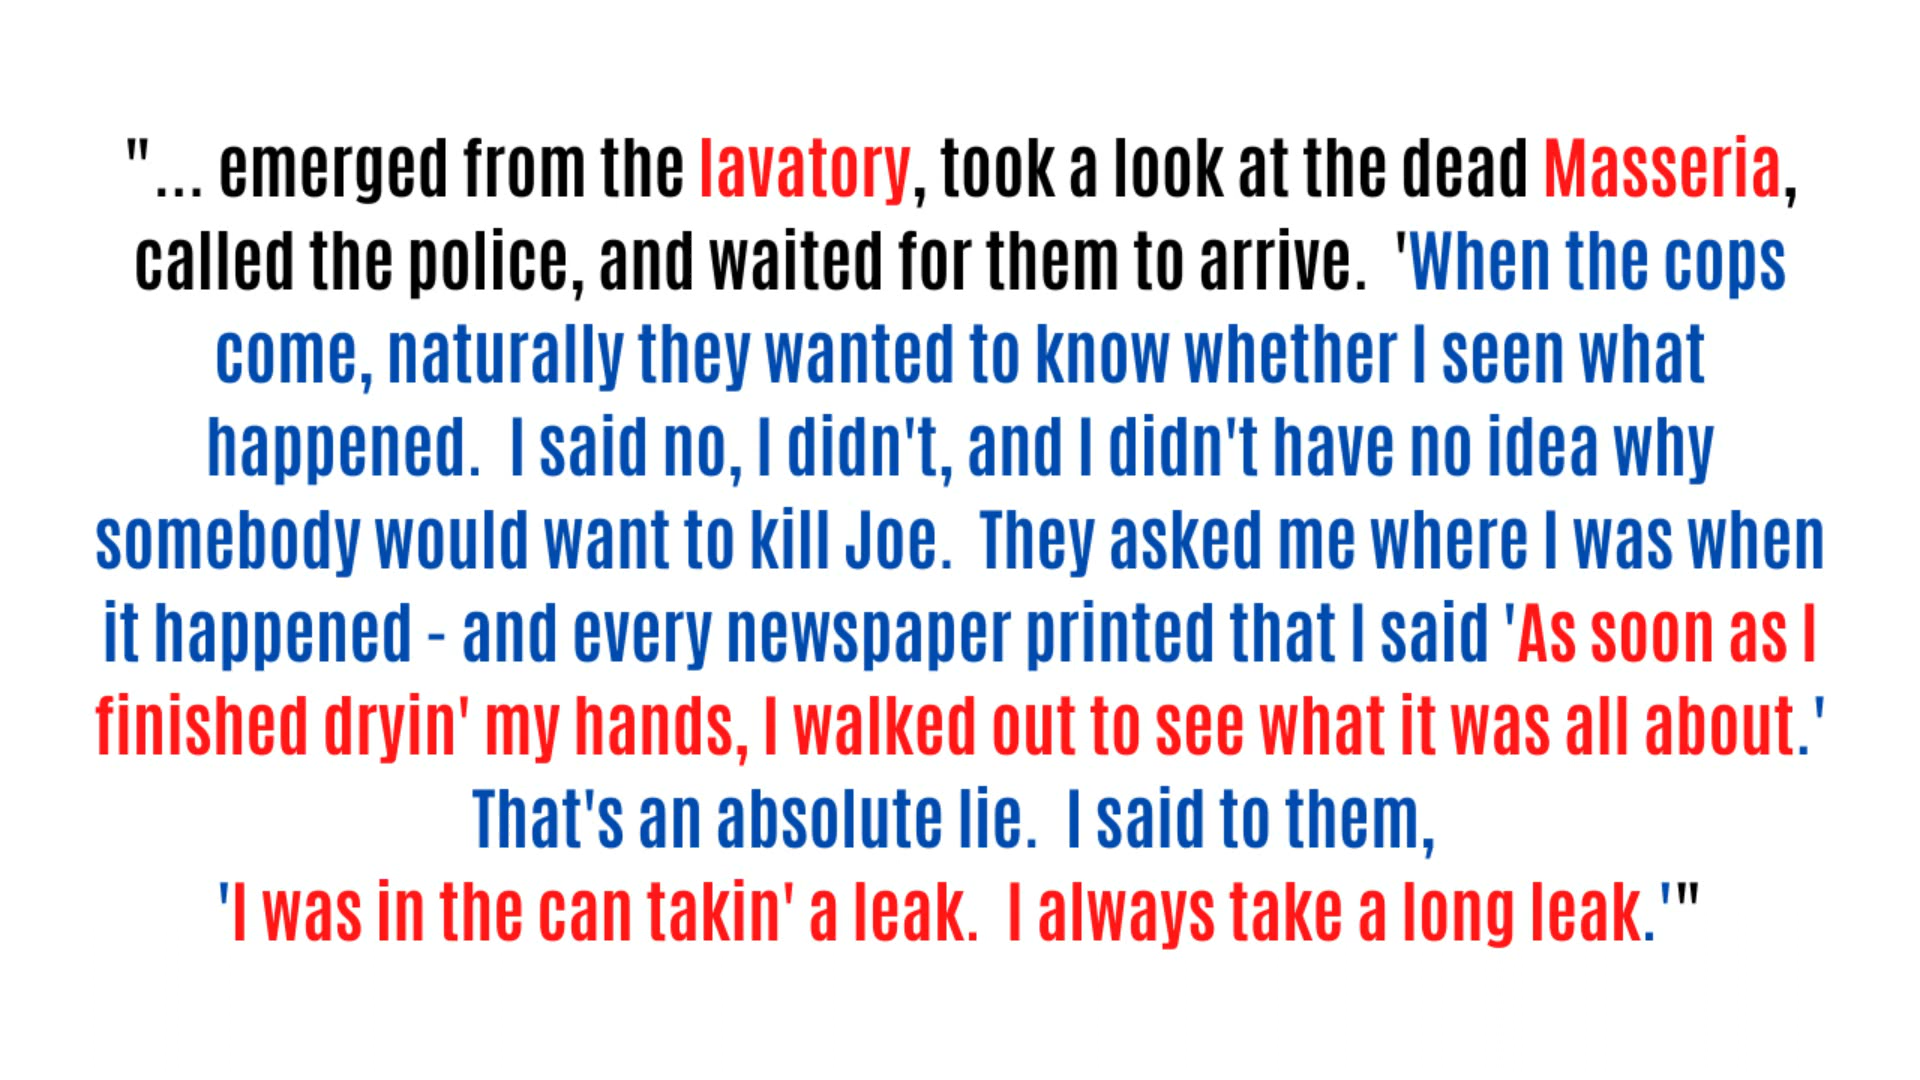 "... emerged from the lavatory, took a look at the dead Masseria,
called the police, and waited for them to arrive.  'When the cops
come, naturally they wanted to know whether I seen what
happened.  I said no, I didn't, and I didn't have no idea why
somebody would want to kill Joe.  They asked me where I was when
it happened - and every newspaper printed that I said 'As soon as I
finished dryin' my hands, I walked out to see what it was all about.'
That's an absolute lie.  I said to them,
'I was in the can takin' a leak.  I always take a long leak.'"